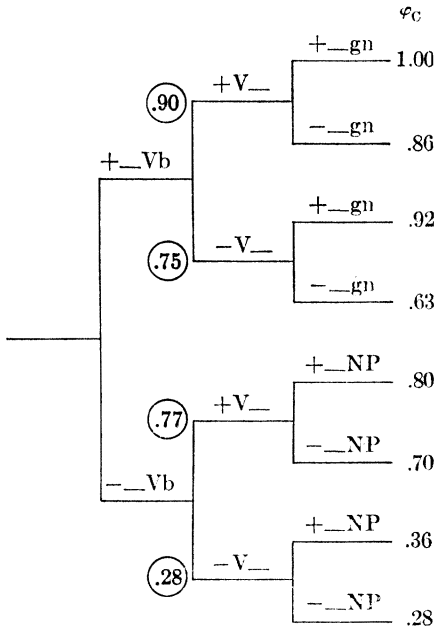 φC
+__gn 1.00
+V__
.90
-__gn .86
+__Vb
+__gn .92
.75 -V__
-__gn .63
+__NP .80
+V__
.77
-__NP .70
-__Vb
+__NP .36
-V__
.28
-__NP .28